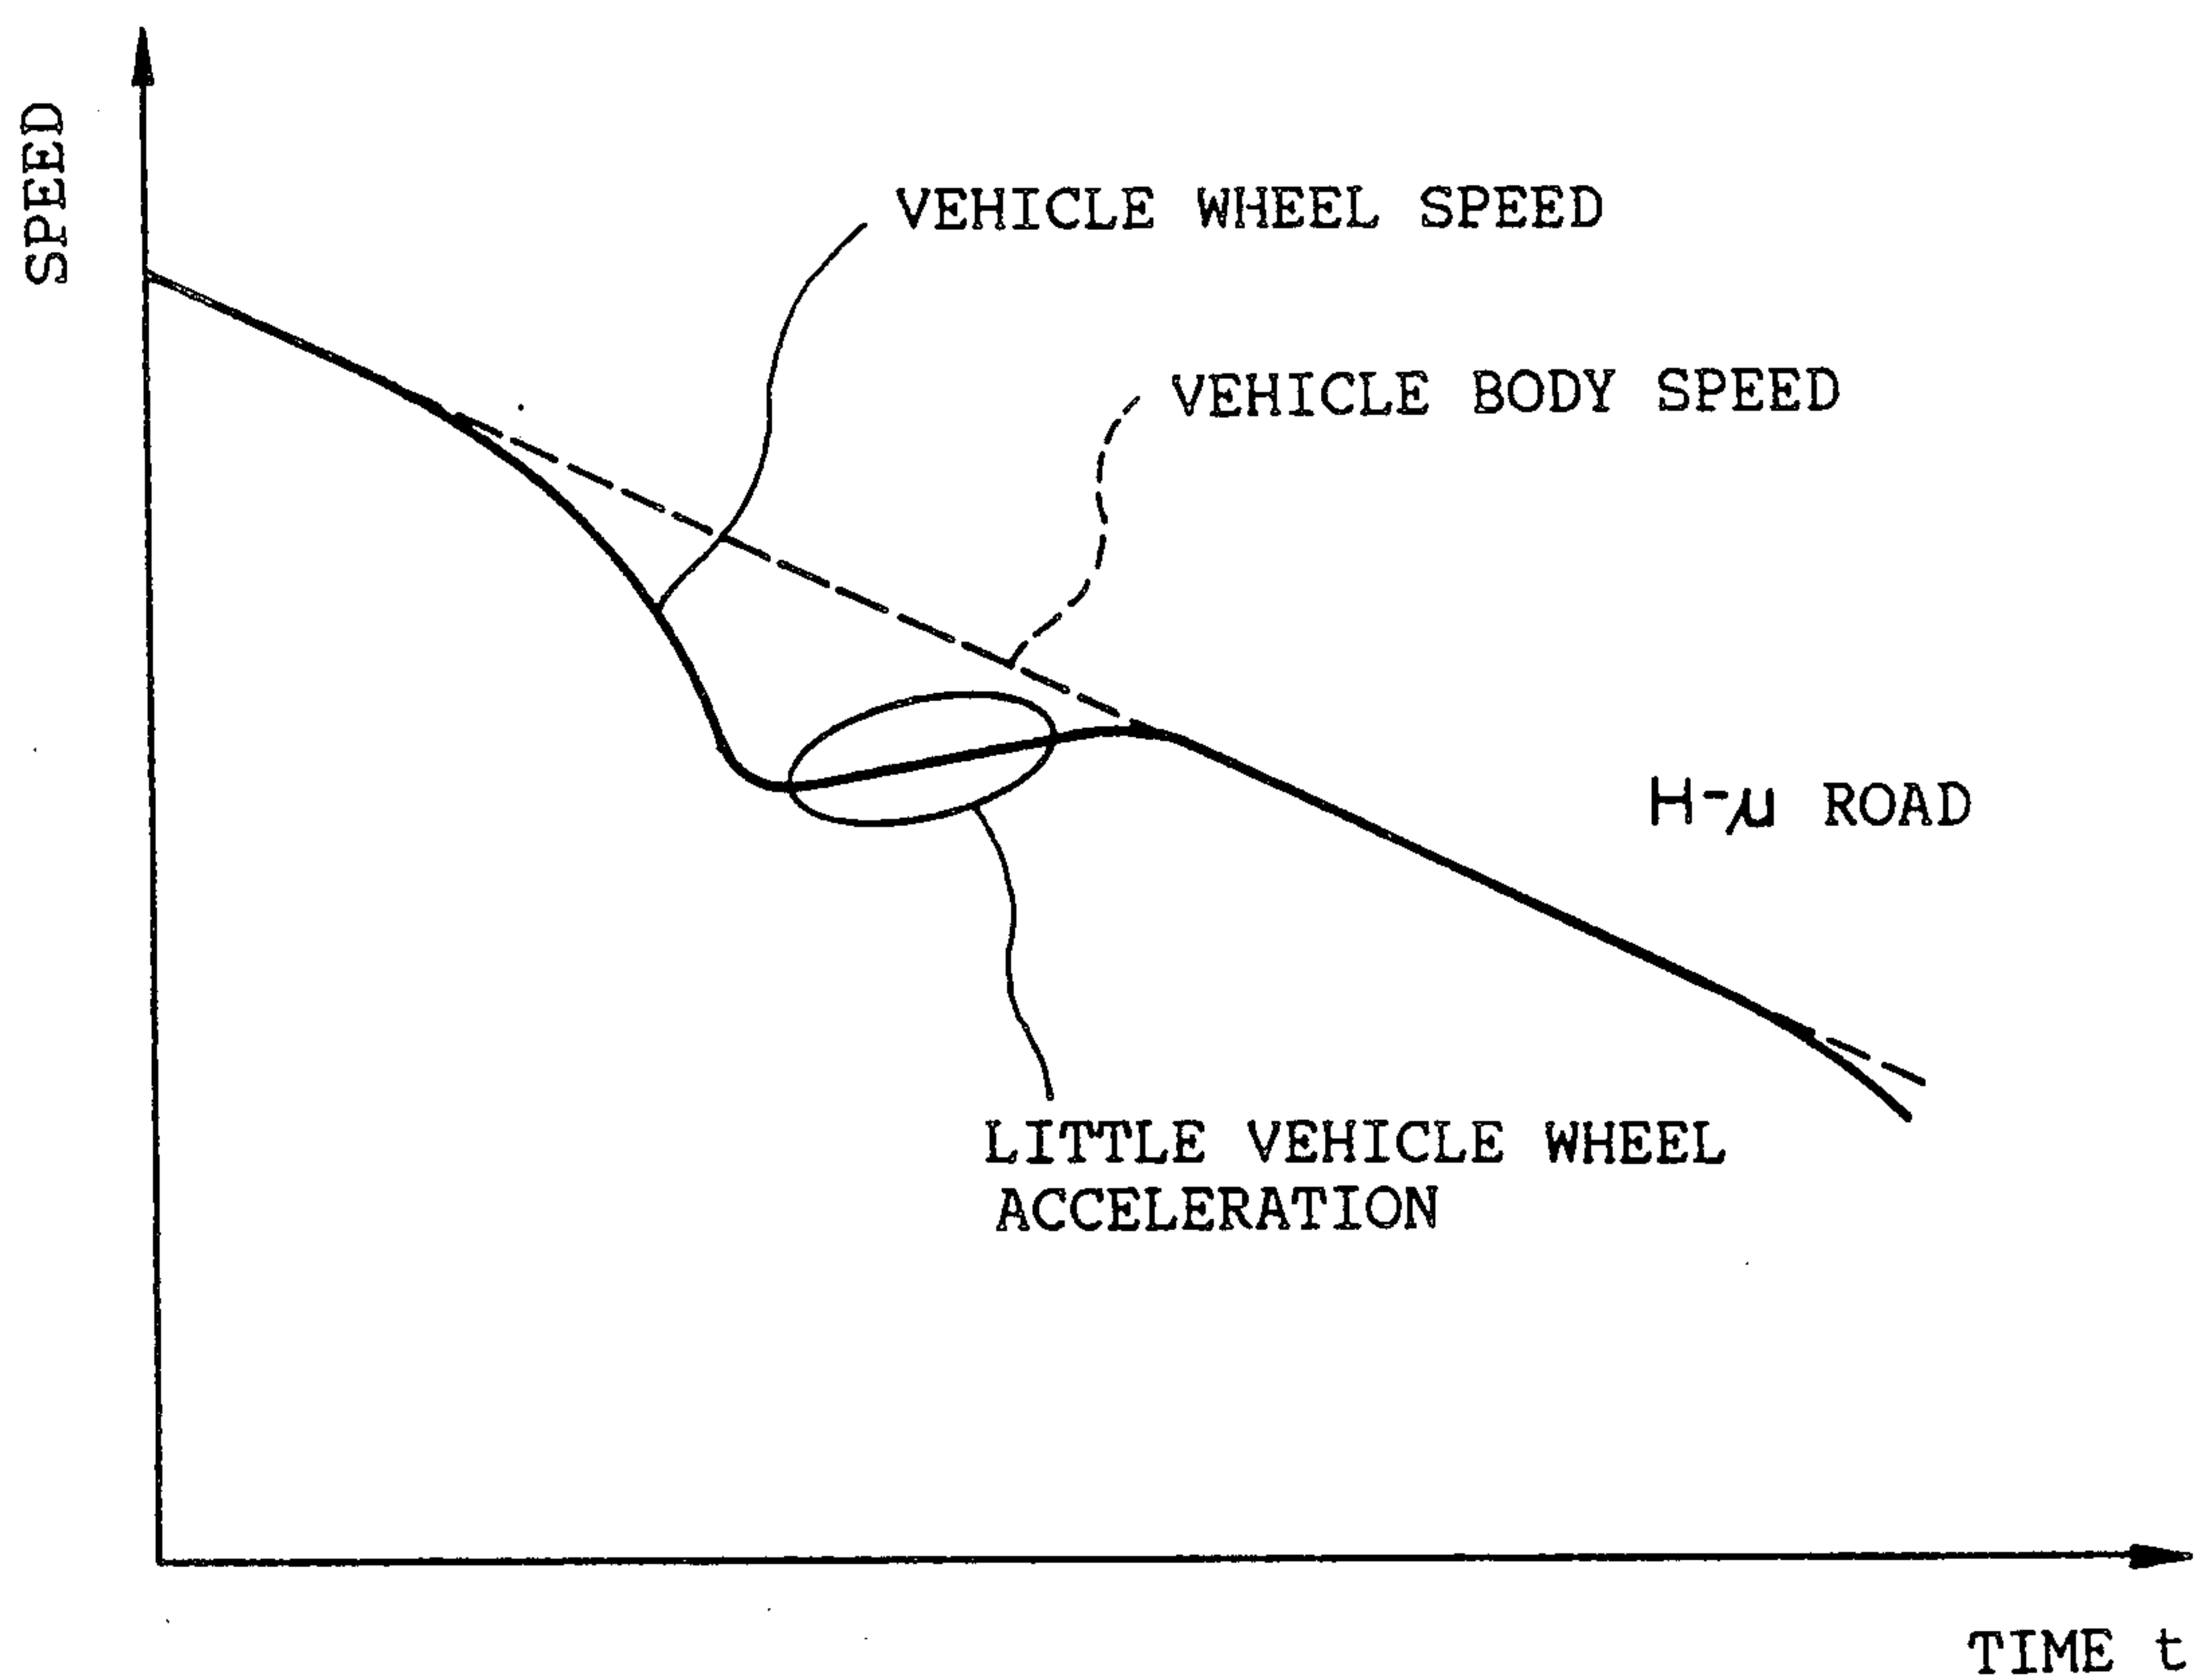 SPEED
VEHICLE WHEEL SPEED
VEHICLE BODY SPEED
H-μ ROAD
LITTLE VEHICLE WHEEL
ACCELERATION
TIME t